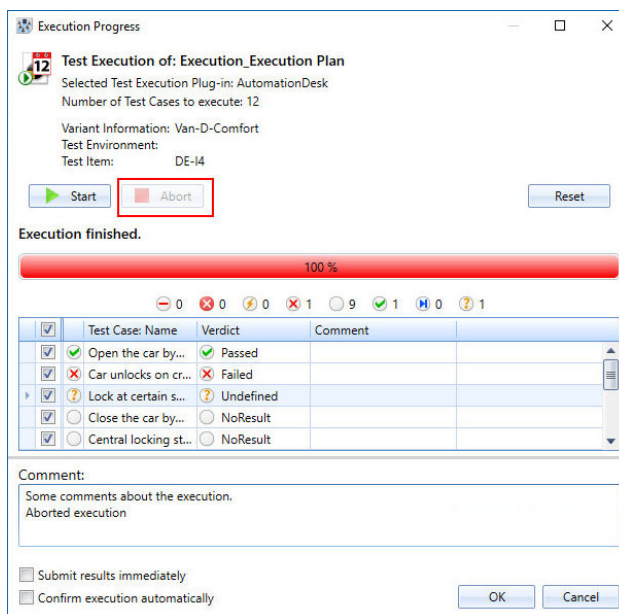 Execution Progress
12
Test Execution of: Execution_Execution Plan
Selected Test Execution Plug-in: AutomationDesk
Number of Test Cases to execute: 12
Variant Information: Van-D-Comfort
Test Environment:
Test Item: DE-I4
Start Abort Reset
Execution finished.
100 %
0 0 0 1 9 1 0 1
Test Case: Name Verdict Comment
Open the car by... Passed
Car unlocks on cr... Failed
Lock at certain s... Undefined
Close the car by... NoResult
Central locking st... NoResult
Comment:
Some comments about the execution.
Aborted execution
Submit results immediately
Confirm execution automatically
OK Cancel